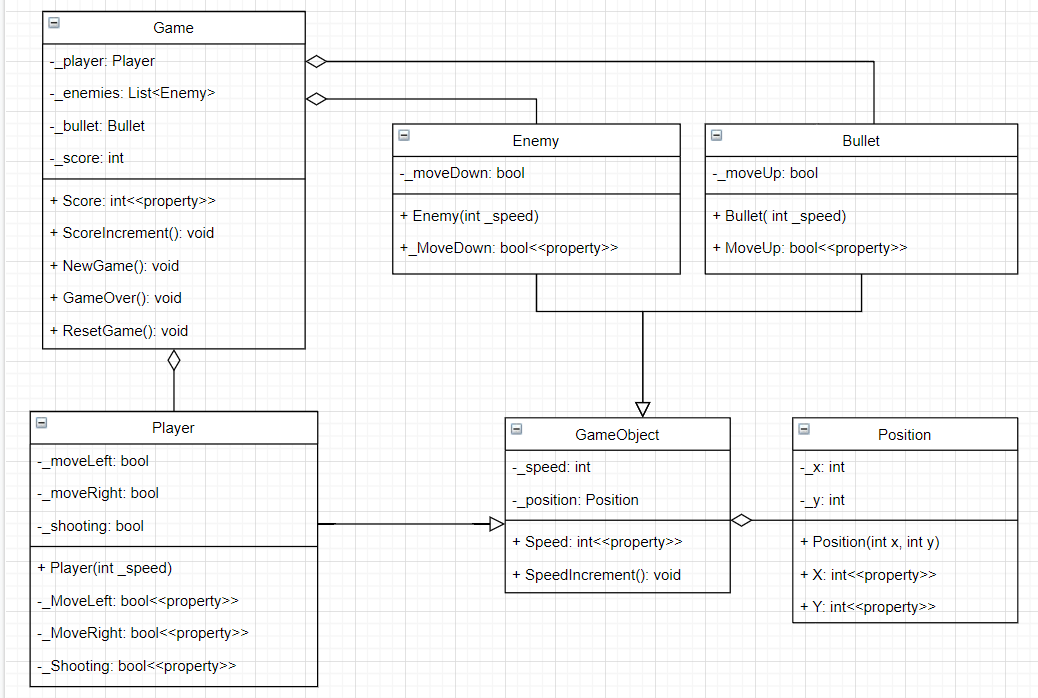 Game
-_player: Player
-_enemies: List<Enemy>
-_bullet: Bullet
-_score: int
+ Score: int<<property>>
+ ScoreIncrement(): void
+ NewGame(): void
+ GameOver(): void
+ ResetGame(): void
Enemy
-_moveDown: bool
+ Enemy(int _speed)
+_MoveDown: bool<<property>>
Bullet
-_moveUp: bool
+ Bullet( int _speed)
+ MoveUp: bool<<property>>
Player
-_moveLeft: bool
-_moveRight: bool
-_shooting: bool
+ Player(int _speed)
-_MoveLeft: bool<<property>>
-_MoveRight: bool<<property>>
-_Shooting: bool<<property>>
GameObject
-_speed: int
-_position: Position
+ Speed: int<<property>>
+ SpeedIncrement(): void
Position
-_x: int
-_y: int
+ Position(int x, int y)
+ X: int<<property>>
+ Y: int<<property>>